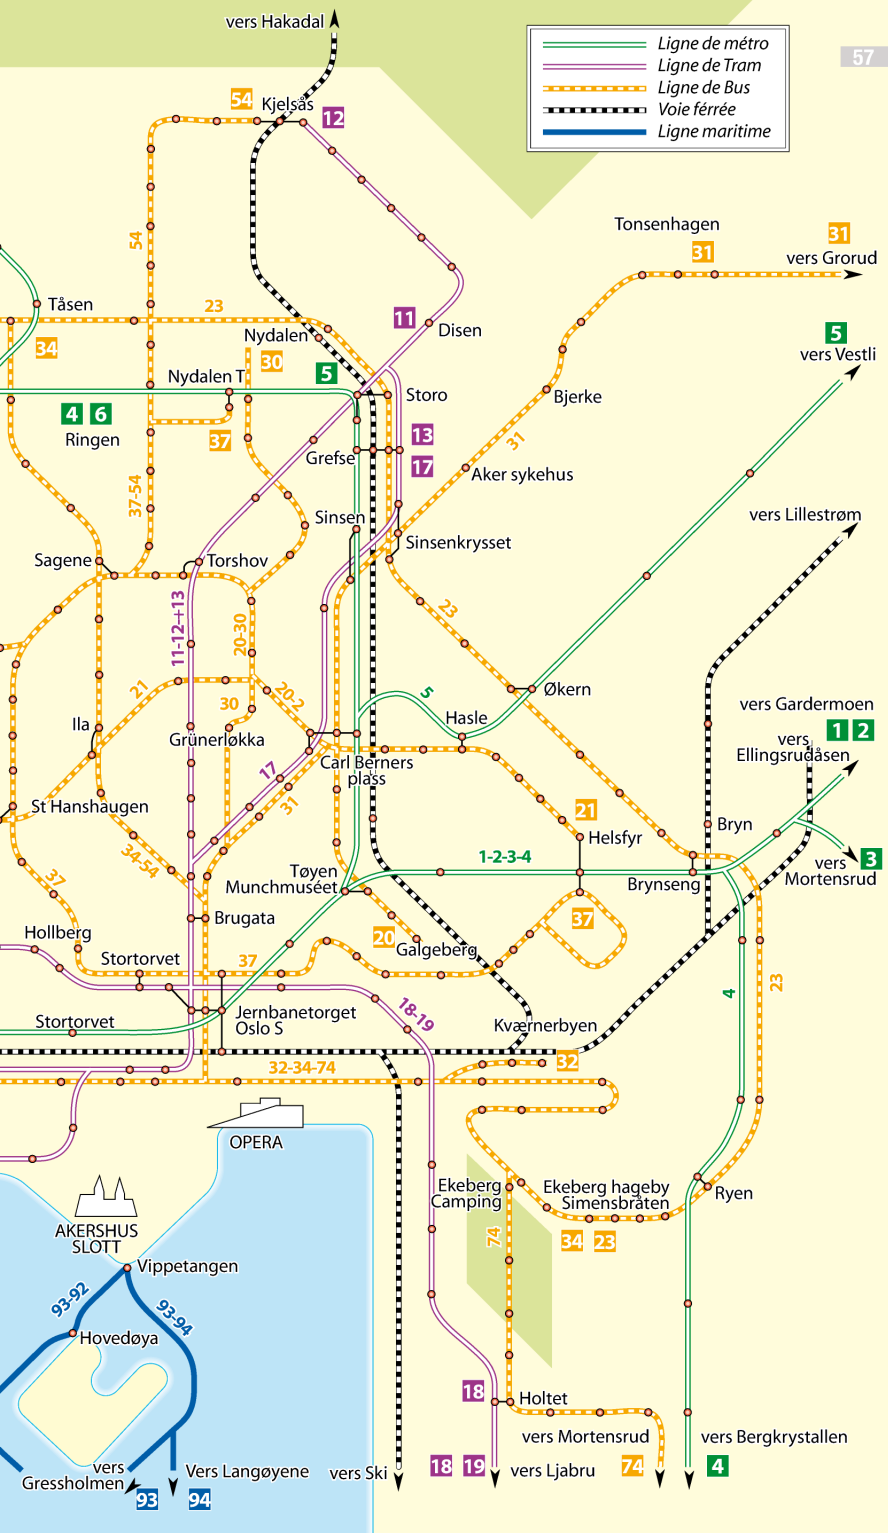 vers Hakadal
Ligne de métro
Ligne de Tram
Ligne de Bus
Voie férrée
Ligne maritime
57
54
Kjelsås
12
54
Tonsenhagen
31
31
vers Grorud
Tåsen
23
11
Disen
5
vers Vestli
34
Nydalen
30
Nydalen T
5
Storo
Bjerke
4 6
Ringen
37
13
Grefse
17
31
Aker sykehus
37-54
Sinsen
vers Lillestrøm
Sagene
Torshov
Sinsenkrysset
11-12-+13
20-30
23
21
30
20-2
5
Økern
Ila
Grünerløkka
Hasle
vers Gardermoen
1 2
vers
Ellingsrudåsen
17
Carl Berners
plass
31
St Hanshaugen
21
Helsfyr
Bryn
34-54
1-2-3-4
3
37
Tøyen
Munchmuséet
Brynseng
vers
Mortensrud
Brugata
20
37
Galgeberg
Hollberg
Stortorvet
37
18-19
4
23
Jernbanetorget
Oslo S
Stortorvet
Kværnerbyen
32
32-34-74
OPERA
Ekeberg
Camping
Ekeberg hageby
Simensbråten
Ryen
AKERSHUS
SLOTT
74
34 23
Vippetangen
93-92
93-94
Hovedøya
18
Holtet
vers Mortensrud
vers Bergkrystallen
vers
Gressholmen
93
Vers Langøyene
94
vers Ski
18 19
vers Ljabru
74
4